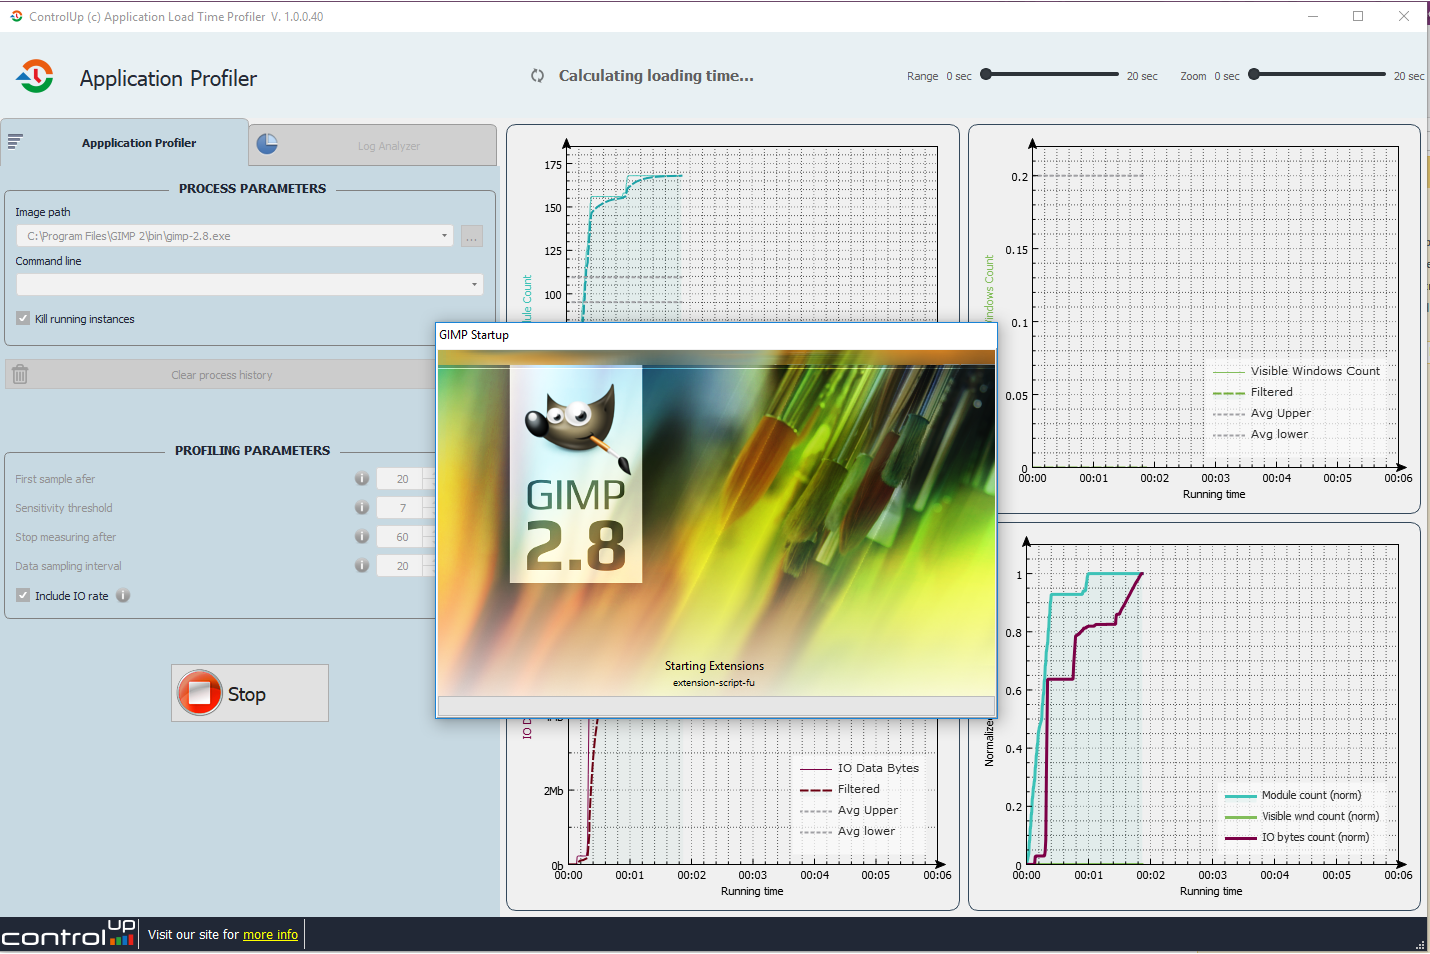 ControlUp (c) Application Load Time Profiler V. 1.0.0.40
Application Profiler
Calculating loading time...
Range 0 sec 20 sec Zoom 0 sec 20 sec
Appplication Profiler
Log Analyzer
PROCESS PARAMETERS
Image path
C:\Program Files\GIMP 2\bin\gimp-2.8.exe
...
Command line
Kill running instances
Clear process history
PROFILING PARAMETERS
First sample afer 20
Sensitivity threshold 7
Stop measuring after 60
Data sampling interval 20
Include IO rate
Stop
175
150
125
100
Count
0.2
0.15
0.1
0.05
0
Windows Count
Visible Windows Count
Filtered
Avg Upper
Avg lower
00:00 00:01 00:02 00:03 00:04 00:05 00:06
Running time
GIMP Startup
GIMP
2.8
Starting Extensions
extension-script-fu
IO
2Mb
0b
IO Data Bytes
Filtered
Avg Upper
Avg lower
00:00 00:01 00:02 00:03 00:04 00:05 00:06
Running time
1
0.8
0.6
0.4
0.2
0
Normalized
Module count (norm)
Visible wnd count (norm)
IO bytes count (norm)
00:00 00:01 00:02 00:03 00:04 00:05 00:06
Running time
control up
Visit our site for more info